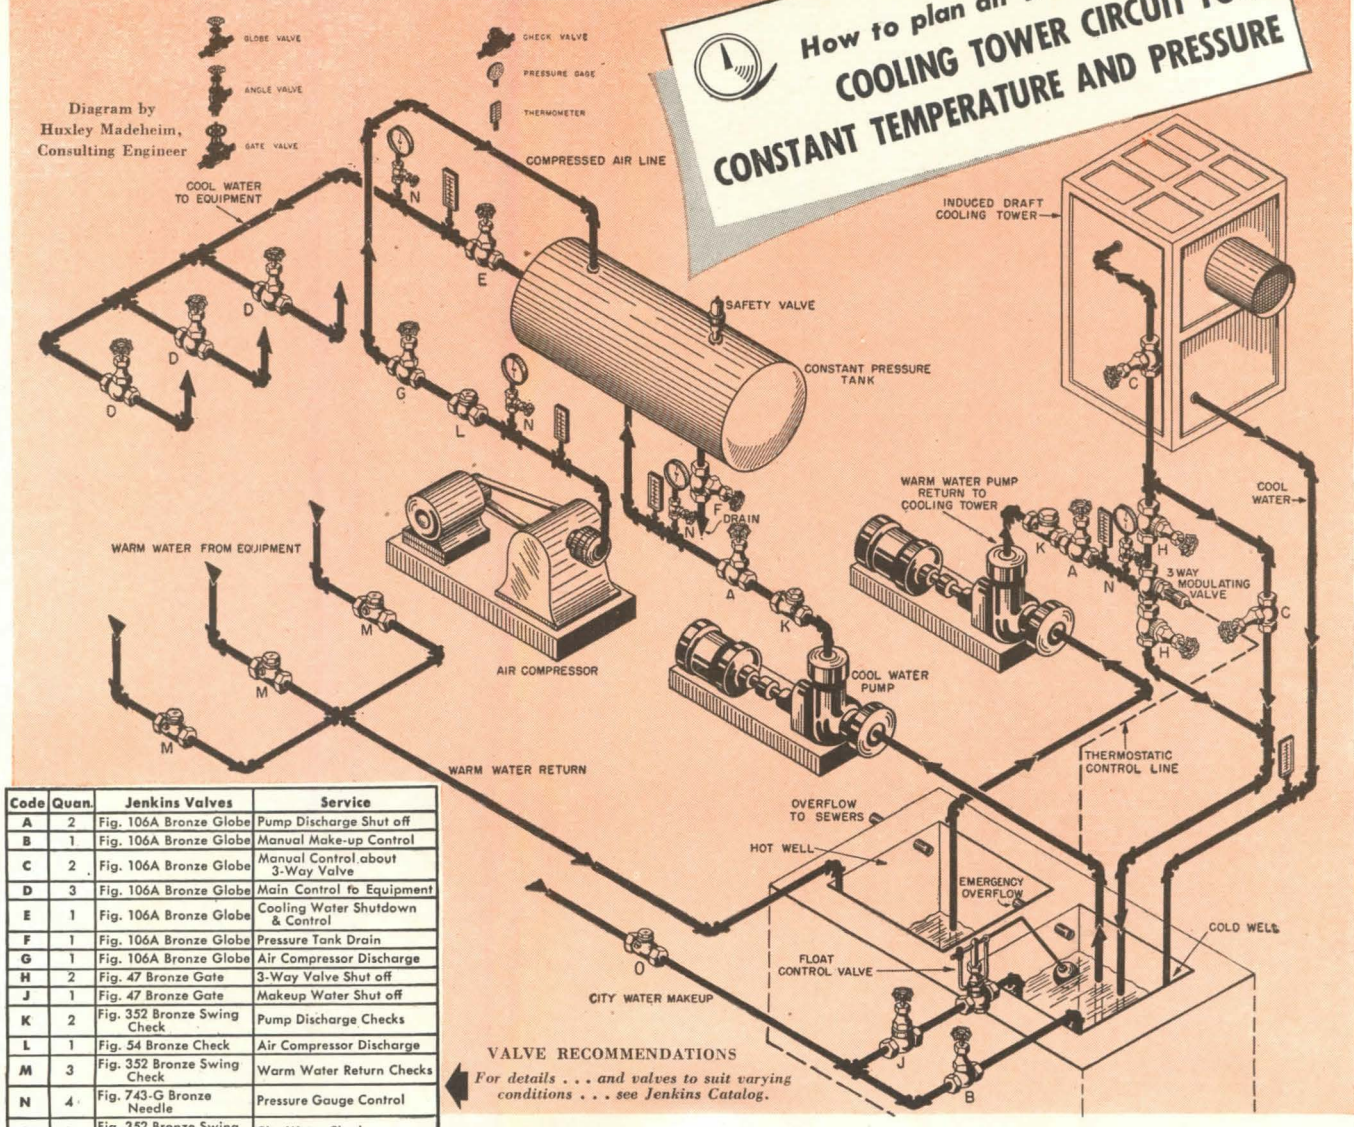 How to plan an
COOLING TOWER CIRCUIT
CONSTANT TEMPERATURE AND PRESSURE
GLOBE VALVE
ANGLE VALVE
GATE VALVE
CHECK VALVE
PRESSURE GAGE
THERMOMETER
Diagram by
Huxley Madeheim,
Consulting Engineer
COOL WATER
TO EQUIPMENT
COMPRESSED AIR LINE
INDUCED DRAFT
COOLING TOWER
N
E
D
D
D
SAFETY VALVE
CONSTANT PRESSURE
TANK
G
L
N
C
WARM WATER PUMP
RETURN TO
COOLING TOWER
COOL
WATER
F
DRAIN
N
A
K
K
A
N
H
3 WAY
MODULATING
VALVE
C
H
WARM WATER FROM EQUIPMENT
M
M
M
AIR COMPRESSOR
COOL WATER
PUMP
THERMOSTATIC
CONTROL LINE
WARM WATER RETURN
OVERFLOW
TO SEWERS
HOT WELL
EMERGENCY
OVERFLOW
COLD WELL
FLOAT
CONTROL VALVE
O
CITY WATER MAKEUP
J
B
VALVE RECOMMENDATIONS
For details . . . and valves to suit varying
conditions . . . see Jenkins Catalog.
Code Quan. Jenkins Valves Service
A 2 Fig. 106A Bronze Globe Pump Discharge Shut off
B 1 Fig. 106A Bronze Globe Manual Make-up Control
C 2 Fig. 106A Bronze Globe Manual Control about
3-Way Valve
D 3 Fig. 106A Bronze Globe Main Control to Equipment
E 1 Fig. 106A Bronze Globe Cooling Water Shutdown
& Control
F 1 Fig. 106A Bronze Globe Pressure Tank Drain
G 1 Fig. 106A Bronze Globe Air Compressor Discharge
H 2 Fig. 47 Bronze Gate 3-Way Valve Shut off
J 1 Fig. 47 Bronze Gate Makeup Water Shut off
K 2 Fig. 352 Bronze Swing
Check Pump Discharge Checks
L 1 Fig. 54 Bronze Check Air Compressor Discharge
M 3 Fig. 352 Bronze Swing
Check Warm Water Return Checks
N 4 Fig. 743-G Bronze
Needle Pressure Gauge Control
Fig. 352 Bronze Swing